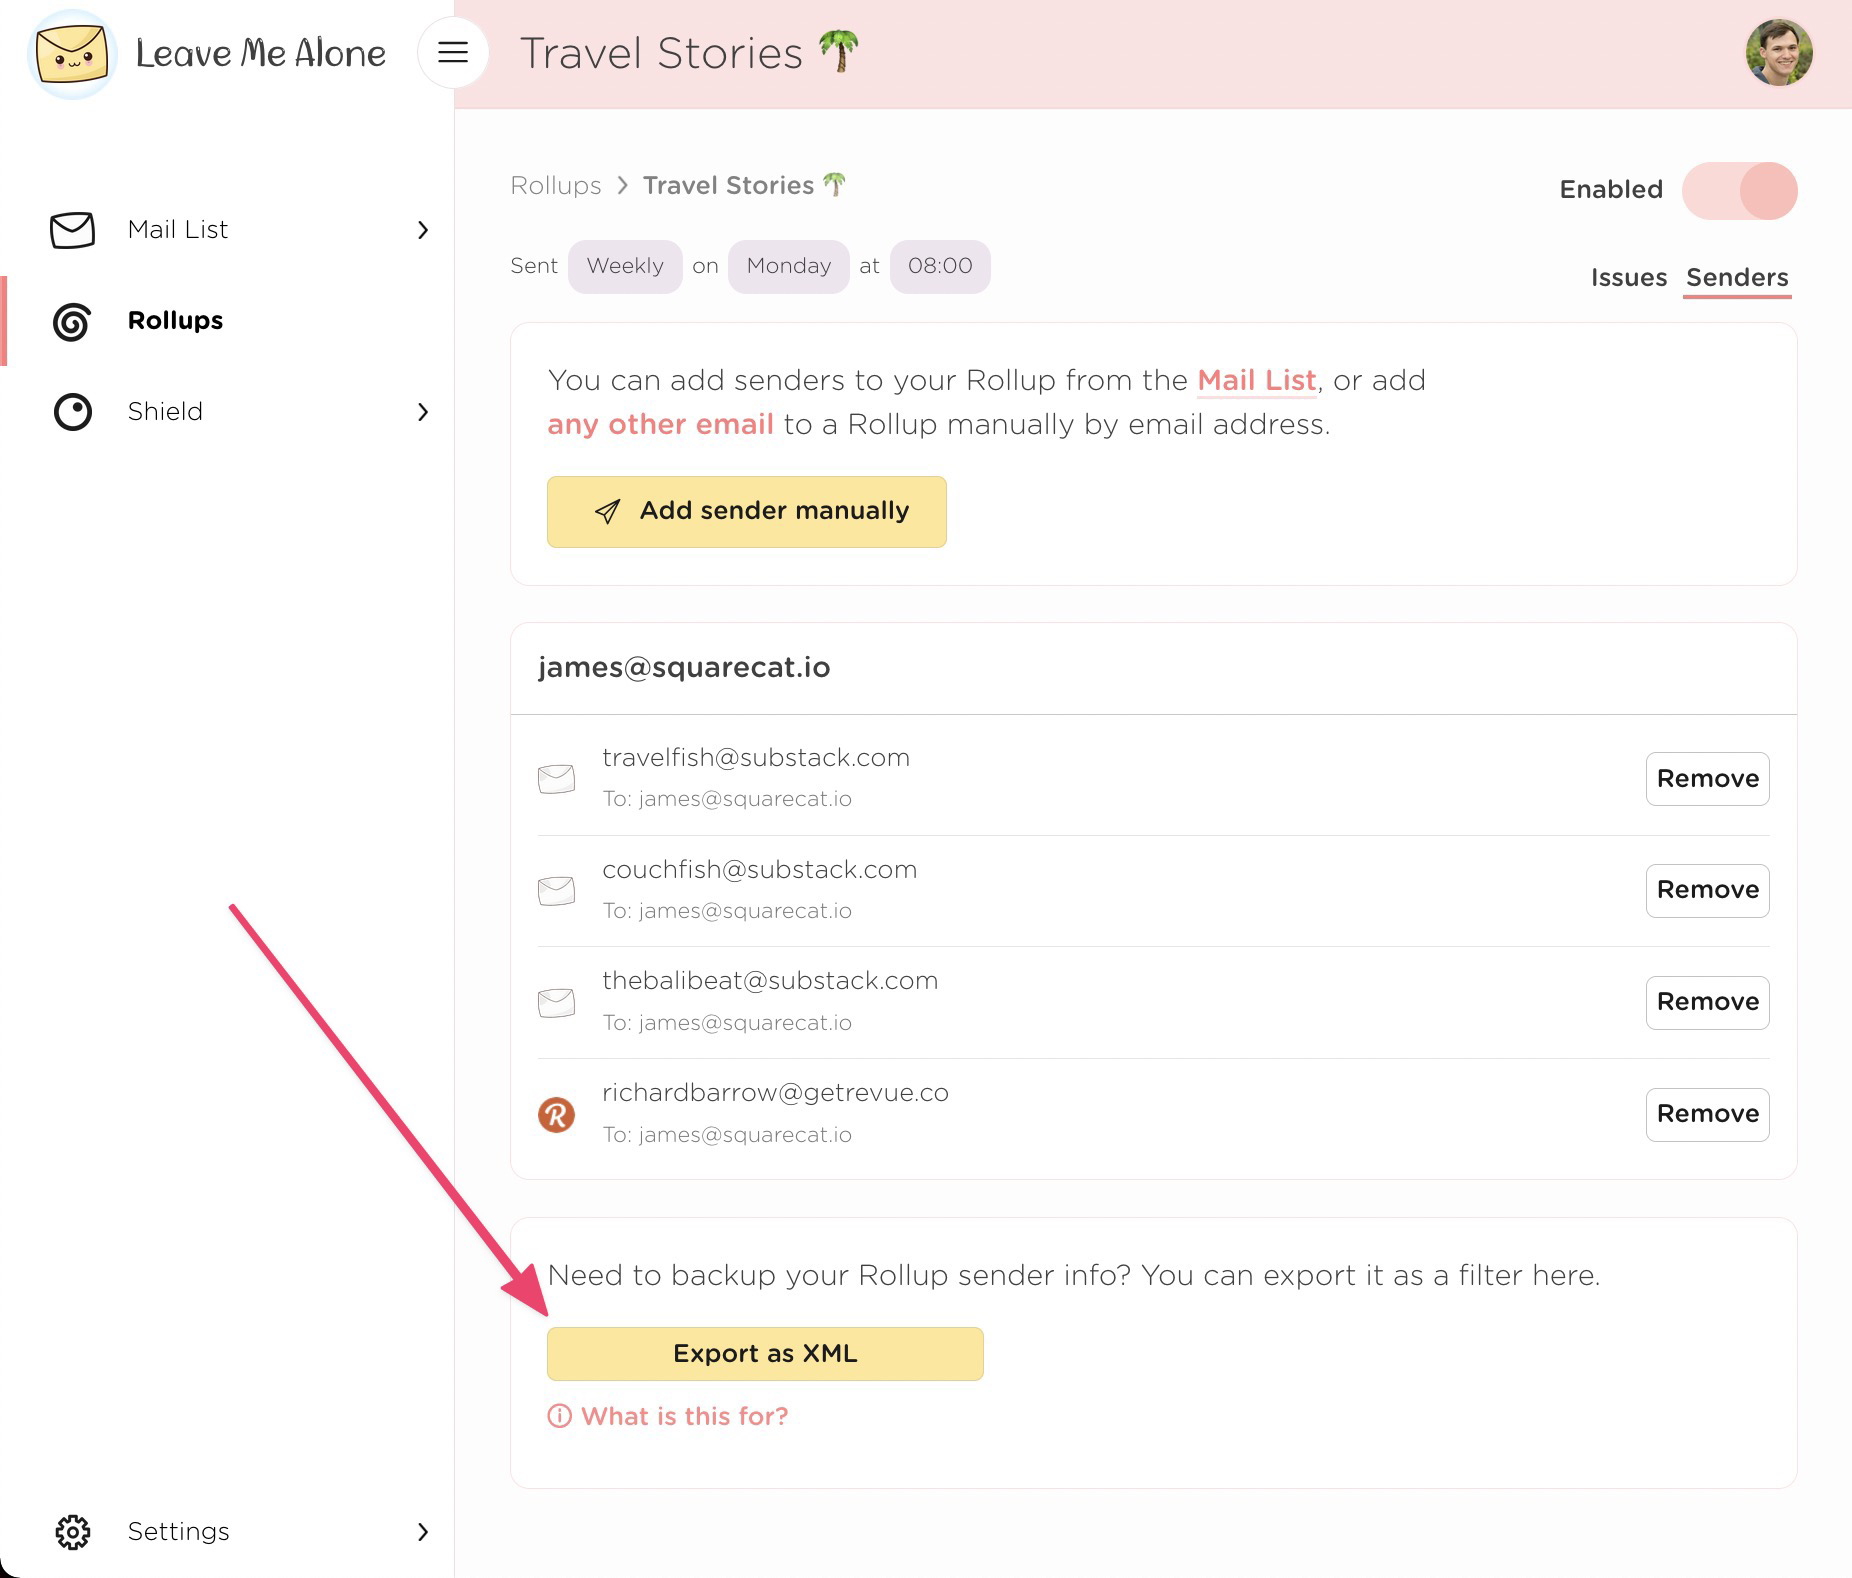 Leave Me Alone
Travel Stories 🌴
Mail List
Rollups
Shield
Settings
Rollups > Travel Stories 🌴
Enabled
Sent Weekly on Monday at 08:00
Issues Senders
You can add senders to your Rollup from the Mail List, or add
any other email to a Rollup manually by email address.
Add sender manually
james@squarecat.io
travelfish@substack.com
To: james@squarecat.io
Remove
couchfish@substack.com
To: james@squarecat.io
Remove
thebalibeat@substack.com
To: james@squarecat.io
Remove
R
richardbarrow@getrevue.co
To: james@squarecat.io
Remove
Need to backup your Rollup sender info? You can export it as a filter here.
Export as XML
What is this for?